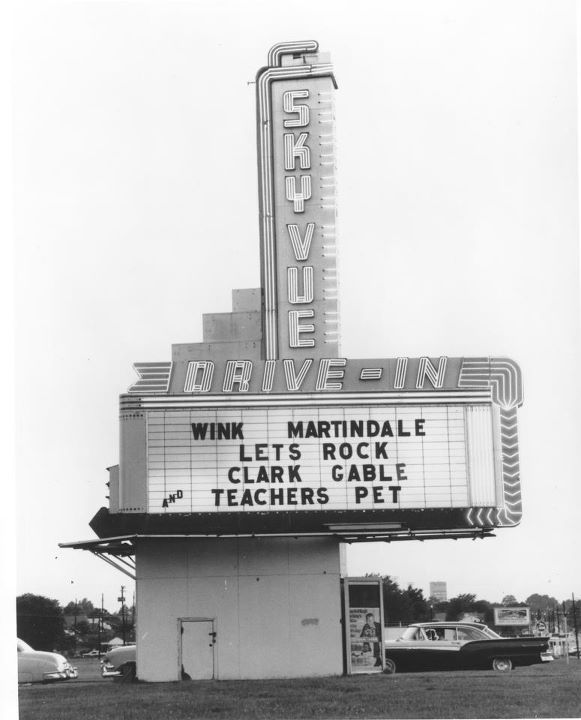 SKY VUE
DRIVE-IN
WINK MARTINDALE
LETS ROCK
CLARK GABLE
AND TEACHERS PET